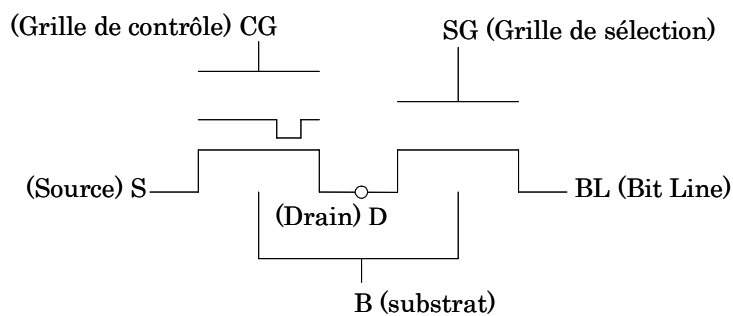 (Grille de contrôle) CG
SG (Grille de sélection)
(Source) S
(Drain) D
BL (Bit Line)
B (substrat)